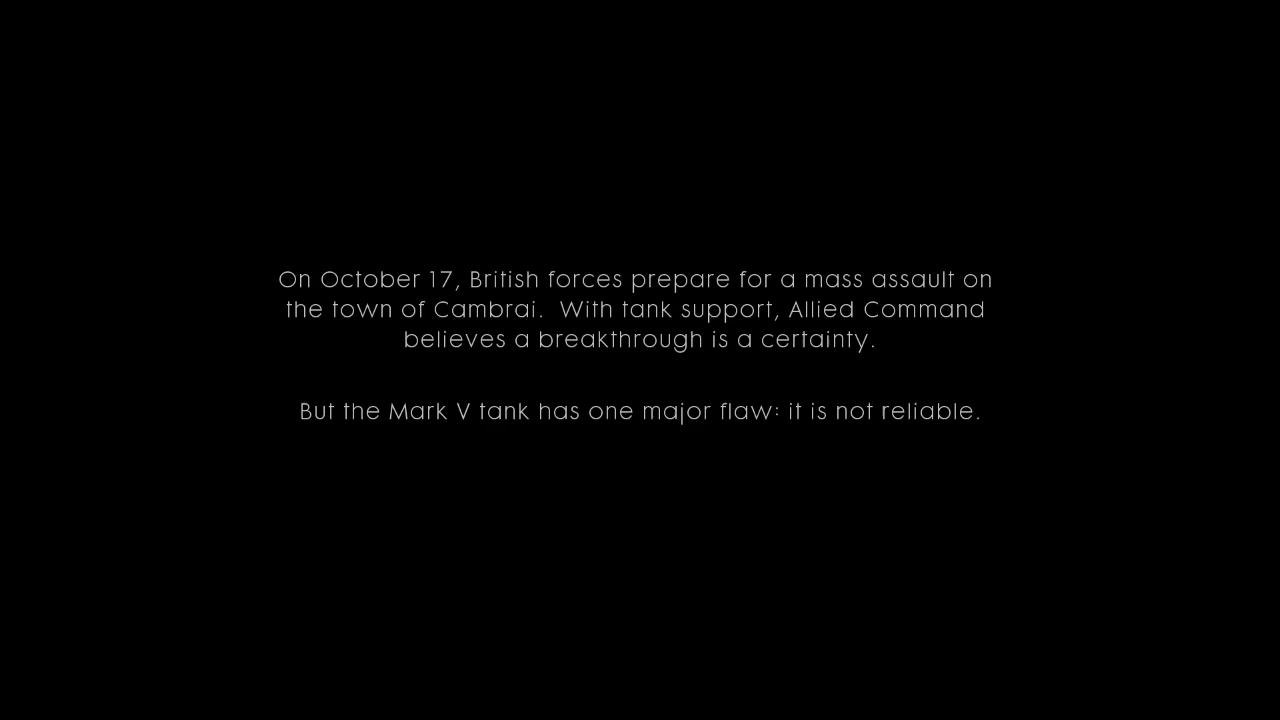 On October 17, British forces prepare for a mass assault on
the town of Cambrai.  With tank support, Allied Command
believes a breakthrough is a certainty.
But the Mark V tank has one major flaw: it is not reliable.